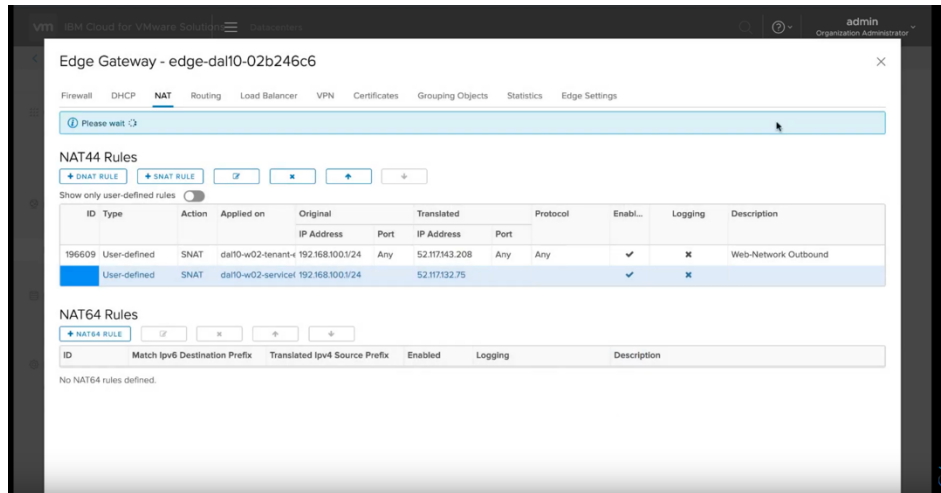 vm IBM Cloud for VMware Solutions Datacenters
admin
Organization Administrator
Edge Gateway - edge-dal10-02b246c6
Firewall DHCP NAT Routing Load Balancer VPN Certificates Grouping Objects Statistics Edge Settings
Please wait
NAT44 Rules
+ DNAT RULE + SNAT RULE
Show only user-defined rules
ID Type Action Applied on Original Translated Protocol Enabl... Logging Description
IP Address Port IP Address Port
196609 User-defined SNAT dal10-w02-tenant-e 192.168.100.1/24 Any 52.117.143.208 Any Any Web-Network Outbound
User-defined SNAT dal10-w02-service 192.168.100.1/24 52.117.132.75
NAT64 Rules
+ NAT64 RULE
ID Match Ipv6 Destination Prefix Translated Ipv4 Source Prefix Enabled Logging Description
No NAT64 rules defined.